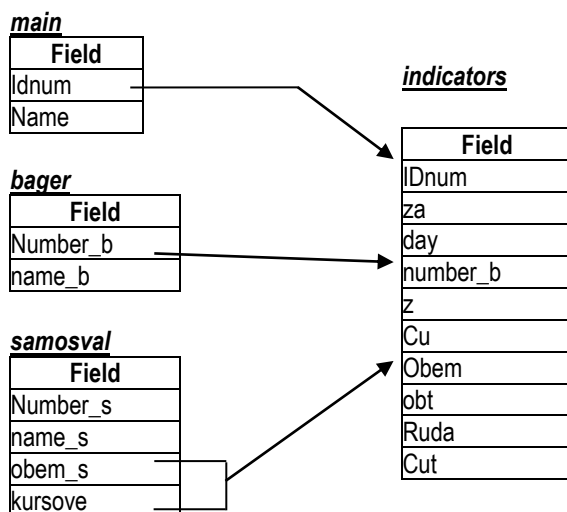 main
Field
Idnum
Name
bager
Field
Number_b
name_b
samosval
Field
Number_s
name_s
obem_s
kursove
indicators
Field
IDnum
za
day
number_b
z
Cu
Obem
obt
Ruda
Cut